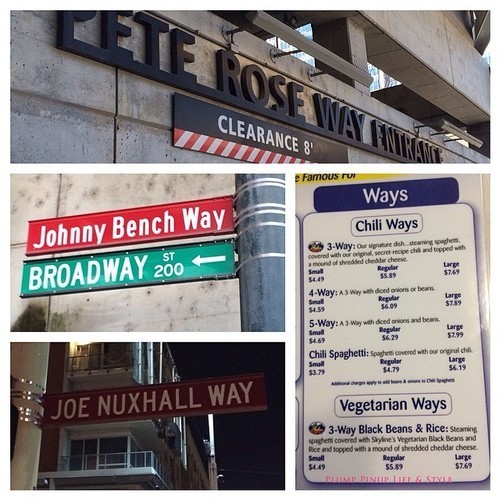 PETE ROSE WAY ENTRANT
CLEARANCE 8'
Johnny Bench Way
BROADWAY ST 200
JOE NUXHALL WAY
e Famous For
Ways
Chili Ways
3-Way: Our signature dish...steaming spaghetti,
covered with our original, secret-recipe chili and topped with
a mound of shredded cheddar cheese.
Small Regular Large
$4.49 $5.89 $7.69
4-Way: A 3-Way with diced onions or beans.
Small Regular Large
$4.69 $6.09 $7.89
5-Way: A 3-Way with diced onions and beans.
Small Regular Large
$4.69 $6.29 $7.99
Chili Spaghetti: Spaghetti covered with our original chili.
Small Regular Large
$3.79 $4.79 $6.19
Additional charges apply to add beans & onions to Chili Spaghetti
Vegetarian Ways
3-Way Black Beans & Rice: Steaming
spaghetti covered with Skyline's Vegetarian Black Beans and
Rice and topped with a mound of shredded cheddar cheese.
Small Regular Large
$4.49 $5.89 $7.69
Plump Pinup Life & Style